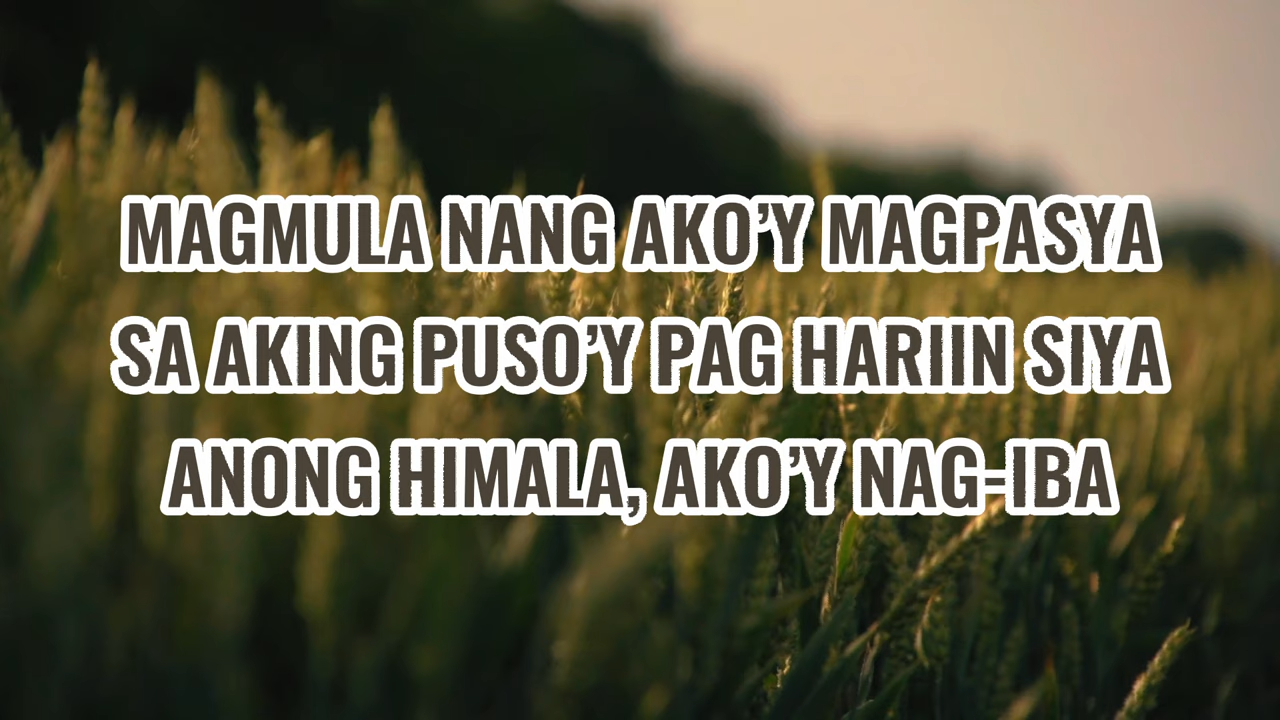 MAGMULA NANG AKO’Y MAGPASYA
SA AKING PUSO’Y PAG HARIIN SIYA
ANONG HIMALA, AKO’Y NAG-IBA